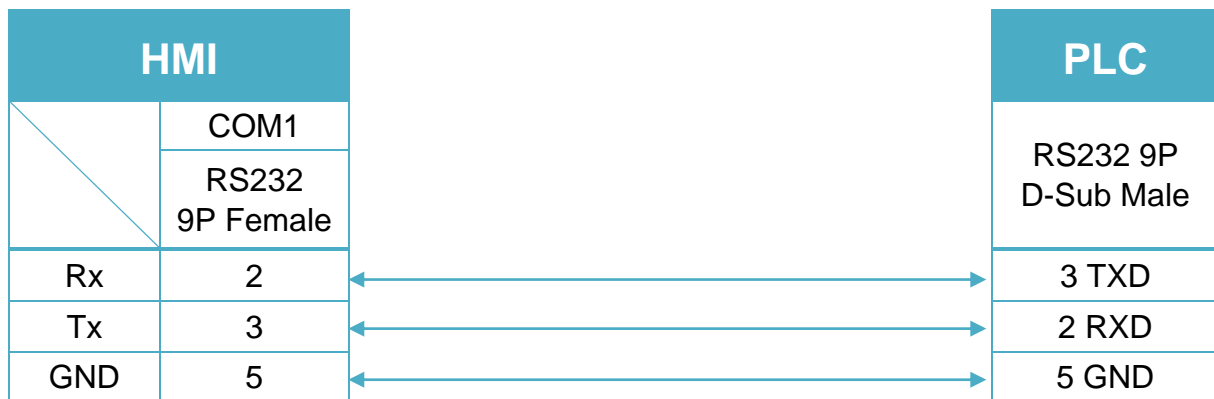 HMI
PLC
COM1
RS232
9P Female
RS232 9P
D-Sub Male
Rx 2 3 TXD
Tx 3 2 RXD
GND 5 5 GND